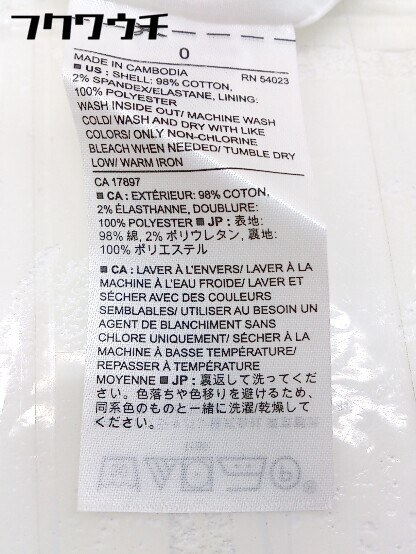 フクウウチ
0
MADE IN CAMBODIA RN 54023
■ US : SHELL: 98% COTTON,
2% SPANDEX/ELASTANE, LINING:
100% POLYESTER
WASH INSIDE OUT/ MACHINE WASH
COLD/ WASH AND DRY WITH LIKE
COLORS/ ONLY NON-CHLORINE
BLEACH WHEN NEEDED/ TUMBLE DRY
LOW/ WARM IRON
CA 17897
■ CA : EXTÉRIEUR: 98% COTON,
2% ÉLASTHANNE, DOUBLURE:
100% POLYESTER ■ JP : 表地:
98% 綿, 2% ポリウレタン, 裏地:
100% ポリエステル
■ CA : LAVER À L'ENVERS/ LAVER À LA
MACHINE À L'EAU FROIDE/ LAVER ET
SÉCHER AVEC DES COULEURS
SEMBLABLES/ UTILISER AU BESOIN UN
AGENT DE BLANCHIMENT SANS
CHLORE UNIQUEMENT/ SÉCHER À LA
MACHINE À BASSE TEMPÉRATURE/
REPASSER À TEMPÉRATURE
MOYENNE ■ JP : 裏返して洗ってくだ
さい。色落ちや色移りを避けるため、
同系色のものと一緒に洗濯/乾燥して
ください。